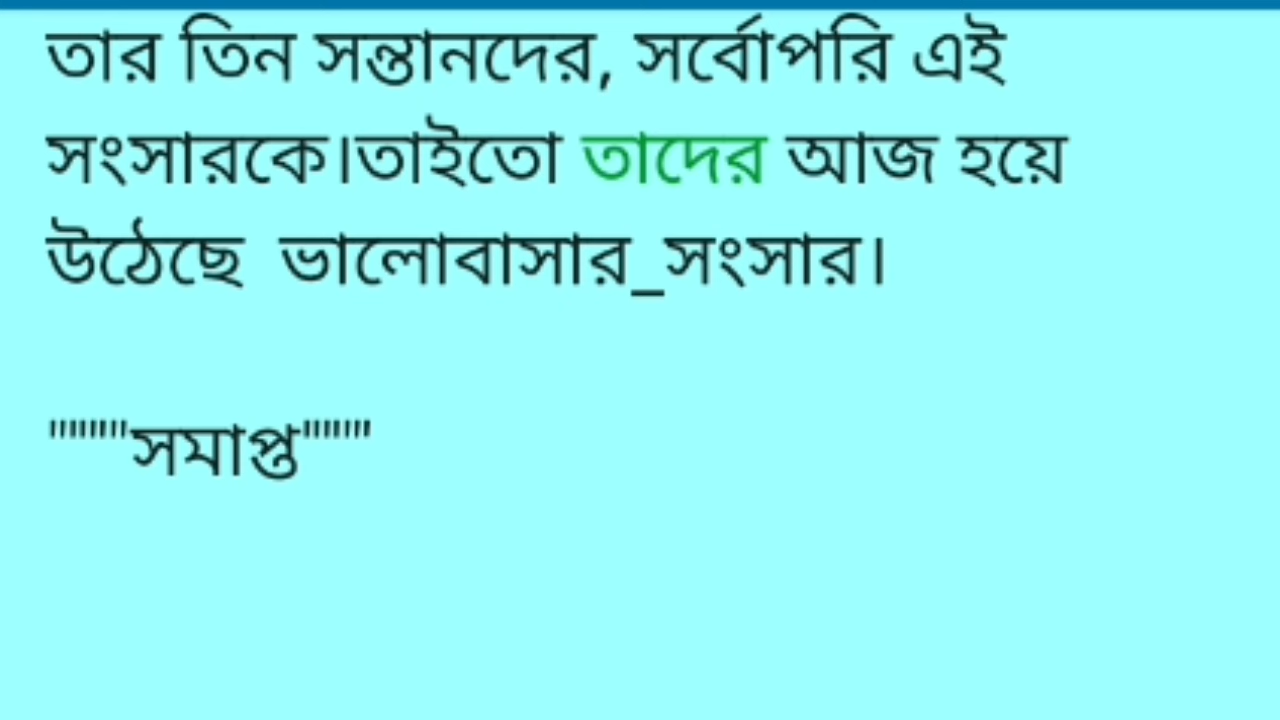 তার তিন সন্তানদের, সর্বোপরি এই
সংসারকে।তাইতো তাদের আজ হয়ে
উঠেছে  ভালোবাসার_সংসার।
""""সমাপ্ত""""